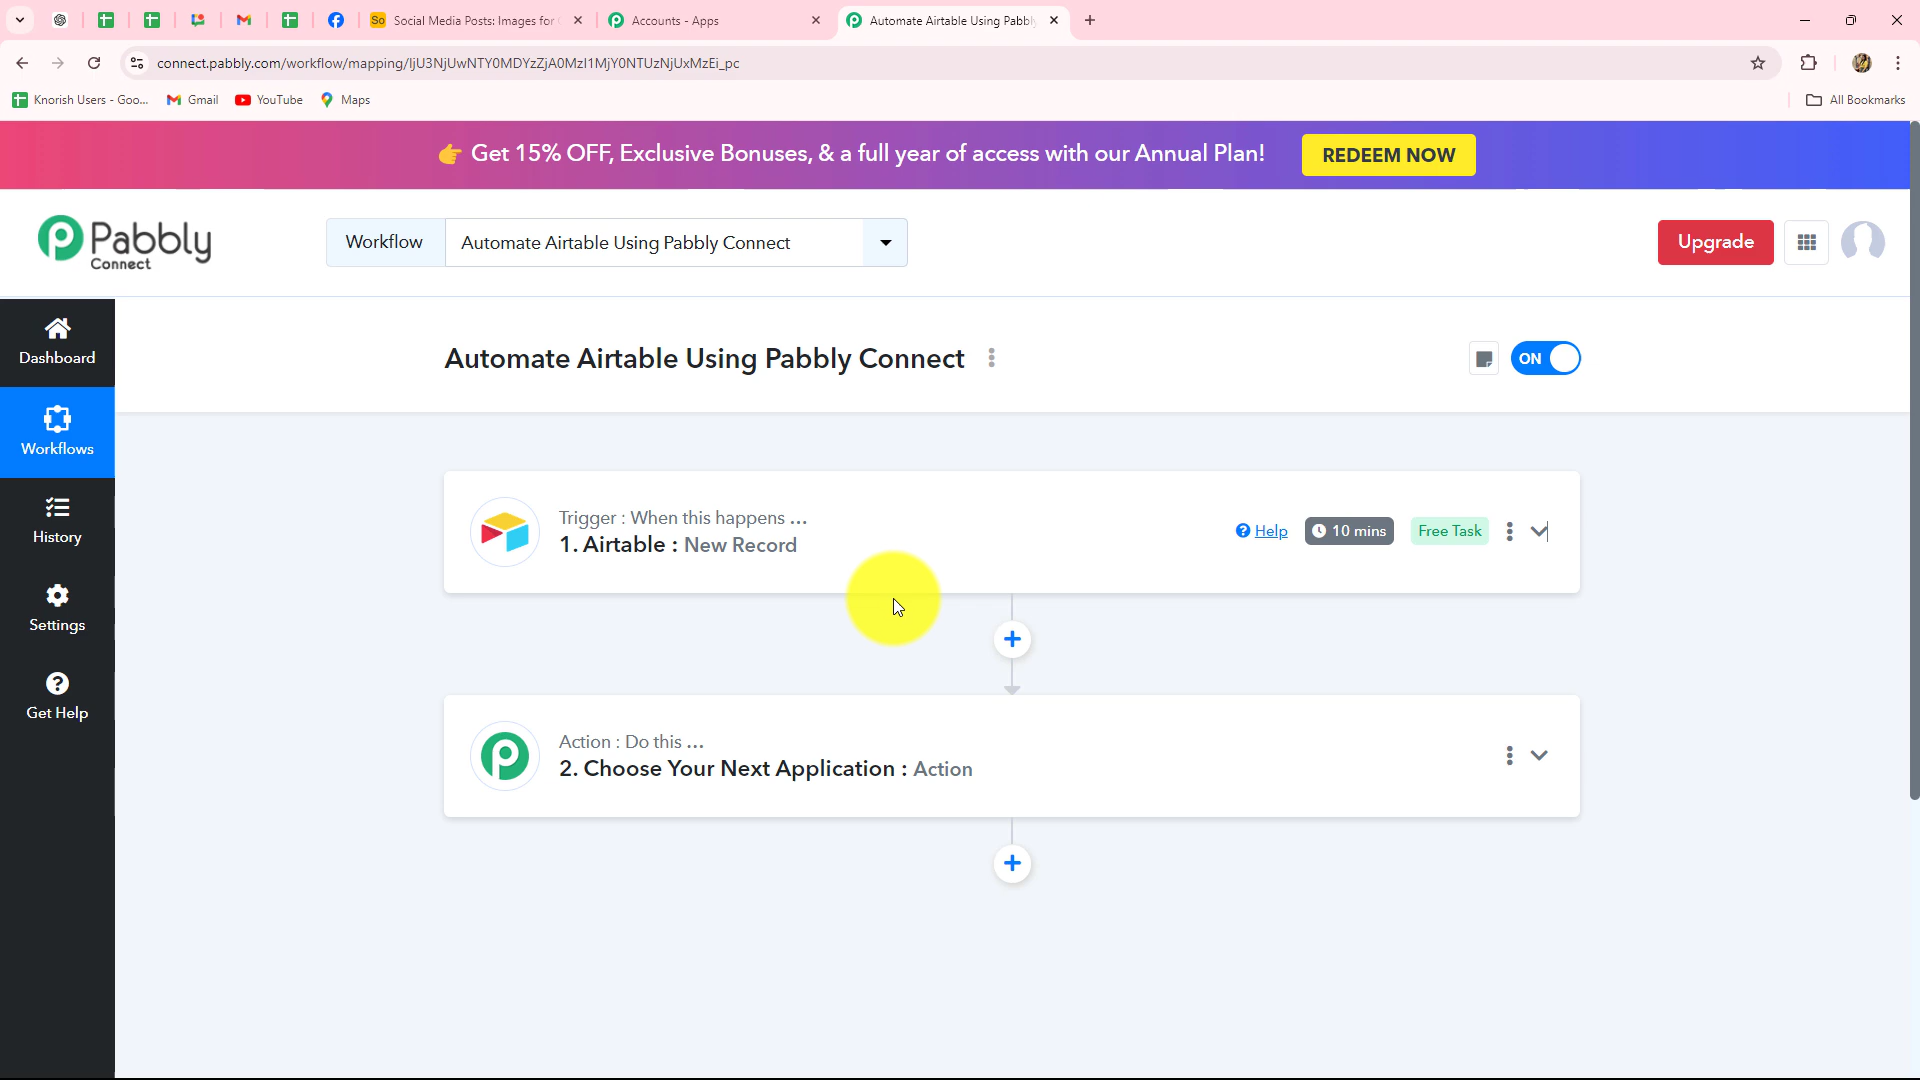 So Social Media Posts: Images for
Accounts - Apps
Automate Airtable Using Pabbly
connect.pabbly.com/workflow/mapping/IjU3NjUwNTY0MDYzZjA0MzI1MjY0NTUzNjUxMzEi_pc
Knorish Users - Goo...
Gmail
YouTube
Maps
All Bookmarks
Get 15% OFF, Exclusive Bonuses, & a full year of access with our Annual Plan!
REDEEM NOW
Pabbly
Connect
Workflow
Automate Airtable Using Pabbly Connect
Upgrade
Dashboard
Workflows
History
Settings
Get Help
Automate Airtable Using Pabbly Connect
ON
Trigger : When this happens ...
1. Airtable : New Record
Help
10 mins
Free Task
Action : Do this ...
2. Choose Your Next Application : Action